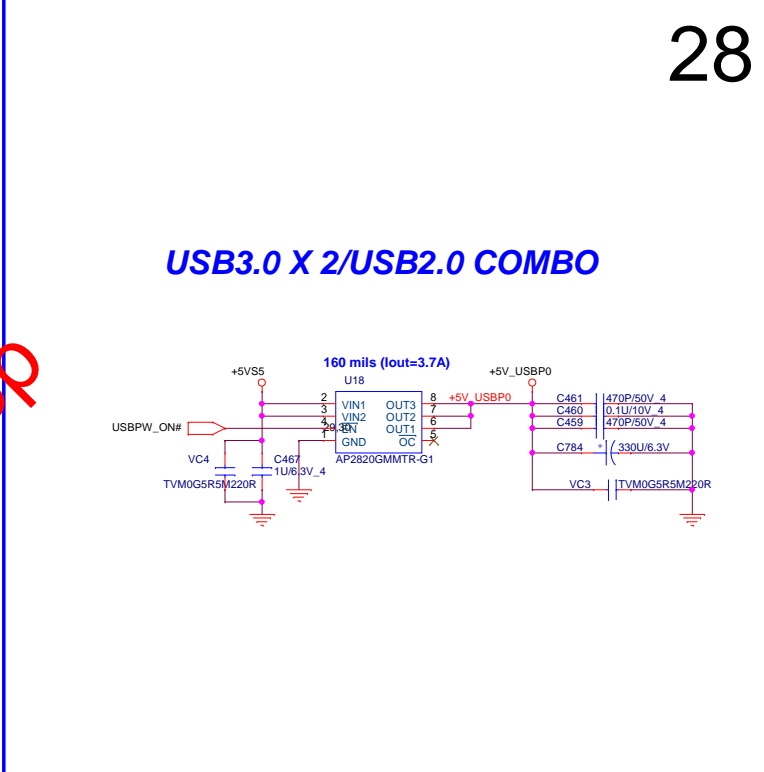 28
USB3.0 X 2/USB2.0 COMBO
160 mils (Iout=3.7A)
+5VS5
U18
+5V_USBP0
2 VIN1 OUT3 8 +5V_USBP0
3 VIN2 OUT2 7
USBPW_ON# 29,30 4 EN OUT1 6
1 GND OC 5
AP2820GMMTR-G1
VC4
TVM0G5R5M220R
C467
1U/6.3V_4
C461 470P/50V_4
C460 0.1U/10V_4
C459 470P/50V_4
C784 + 330U/6.3V
VC3 TVM0G5R5M220R